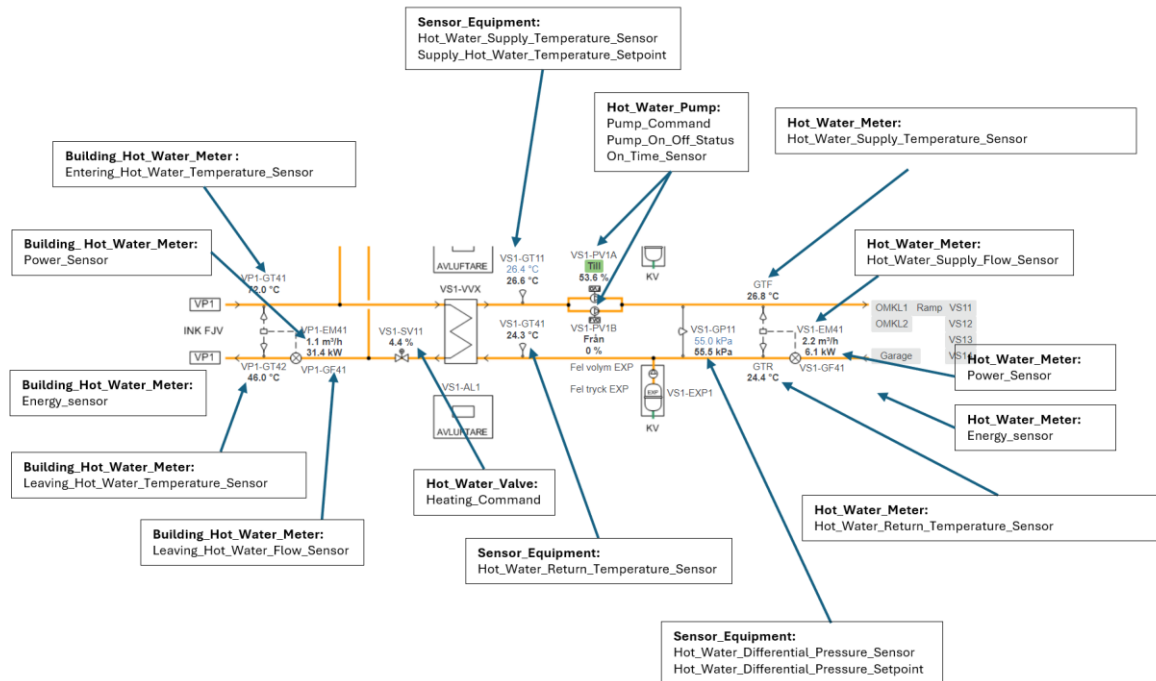 Sensor_Equipment:
Hot_Water_Supply_Temperature_Sensor
Supply_Hot_Water_Temperature_Setpoint
Hot_Water_Pump:
Pump_Command
Pump_On_Off_Status
On_Time_Sensor
Hot_Water_Meter:
Hot_Water_Supply_Temperature_Sensor
Building_Hot_Water_Meter :
Entering_Hot_Water_Temperature_Sensor
Building_ Hot_Water_Meter:
Power_Sensor
Hot_Water_Meter:
Hot_Water_Supply_Flow_Sensor
AVLUFTARE
VS1-GT11
26.4 °C
26.6 °C
VS1-PV1A
Till
53.6 %
KV
VP1-GT41
72.0 °C
VS1-VVX
GTF
26.8 °C
VP1
INK FJV
VP1-EM41
1.1 m³/h
31.4 kW
VS1-SV11
4.4 %
VS1-GT41
24.3 °C
VS1-PV1B
Från
0 %
VS1-GP11
55.0 kPa
55.5 kPa
VS1-EM41
2.2 m³/h
6.1 kW
OMKL1 Ramp VS11
OMKL2
VS12
VS13
Garage
VP1
VP1-GT42
46.0 °C
VP1-GF41
VS1-AL1
AVLUFTARE
Fel volym EXP
Fel tryck EXP
EXP
VS1-EXP1
KV
GTR
24.4 °C
VS1-GF41
Hot_Water_Meter:
Power_Sensor
Building_Hot_Water_Meter:
Energy_sensor
Hot_Water_Meter:
Energy_sensor
Building_Hot_Water_Meter:
Leaving_Hot_Water_Temperature_Sensor
Hot_Water_Valve:
Heating_Command
Hot_Water_Meter:
Hot_Water_Return_Temperature_Sensor
Building_Hot_Water_Meter:
Leaving_Hot_Water_Flow_Sensor
Sensor_Equipment:
Hot_Water_Return_Temperature_Sensor
Sensor_Equipment:
Hot_Water_Differential_Pressure_Sensor
Hot_Water_Differential_Pressure_Setpoint